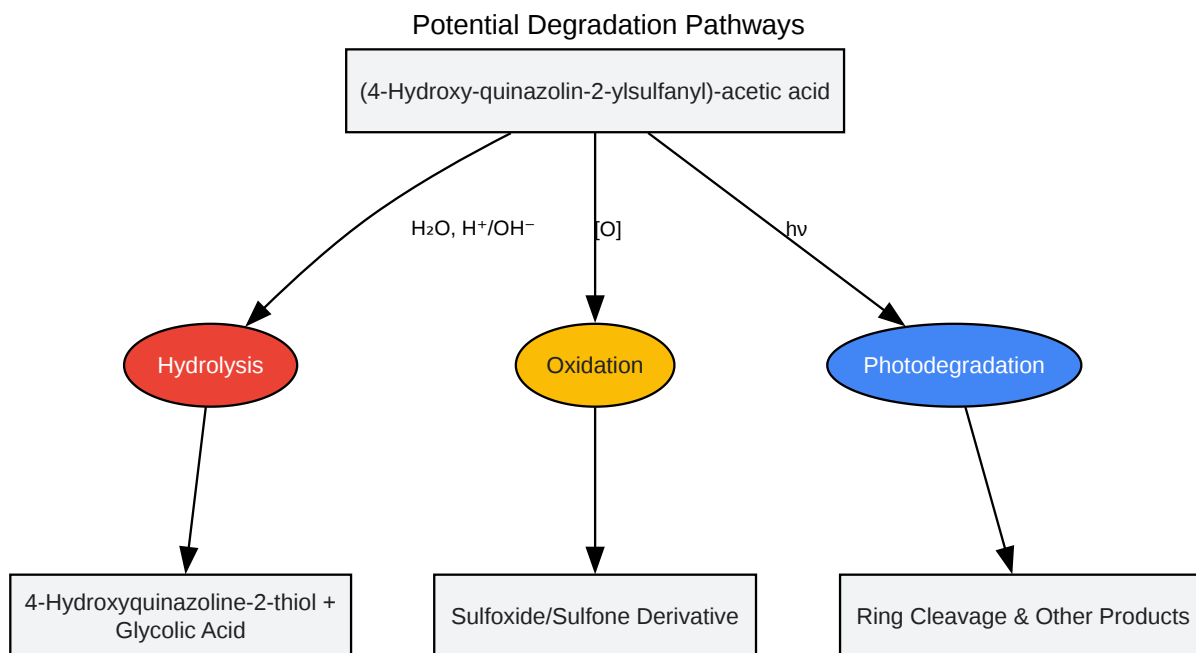 Potential Degradation Pathways
(4-Hydroxy-quinazolin-2-ylsulfanyl)-acetic acid
H₂O, H⁺/OH⁻
[O]
hν
Hydrolysis
Oxidation
Photodegradation
4-Hydroxyquinazoline-2-thiol +
Glycolic Acid
Sulfoxide/Sulfone Derivative
Ring Cleavage & Other Products